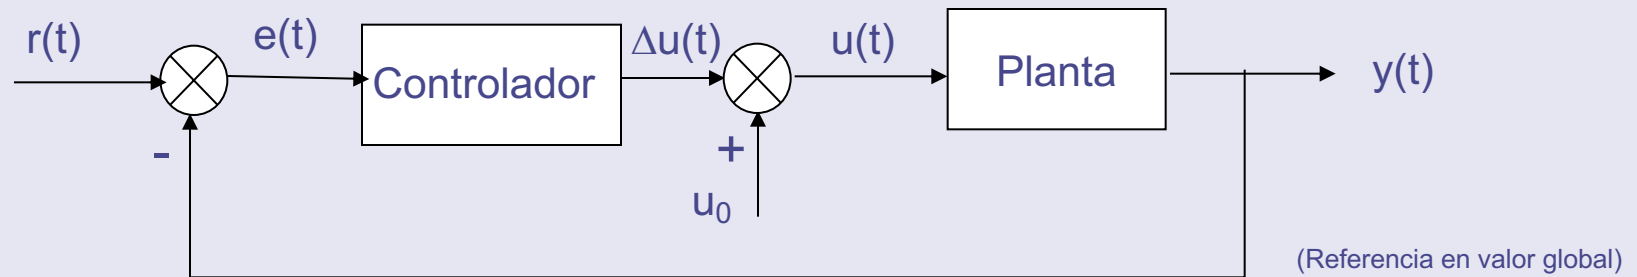 r(t)
e(t)
Controlador
Δu(t)
u(t)
Planta
y(t)
-
+
u₀
(Referencia en valor global)